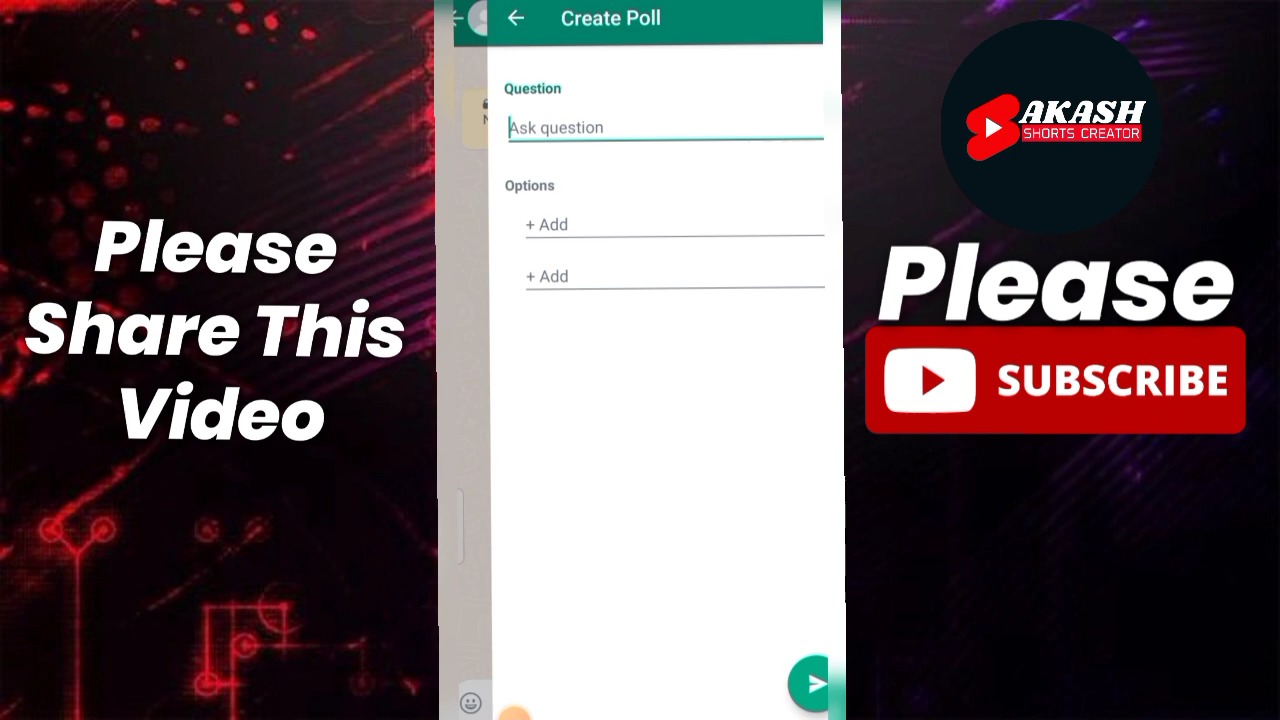 Please
Share This
Video
Create Poll
Question
Ask question
Options
+ Add
+ Add
AKASH
SHORTS CREATOR
Please
SUBSCRIBE